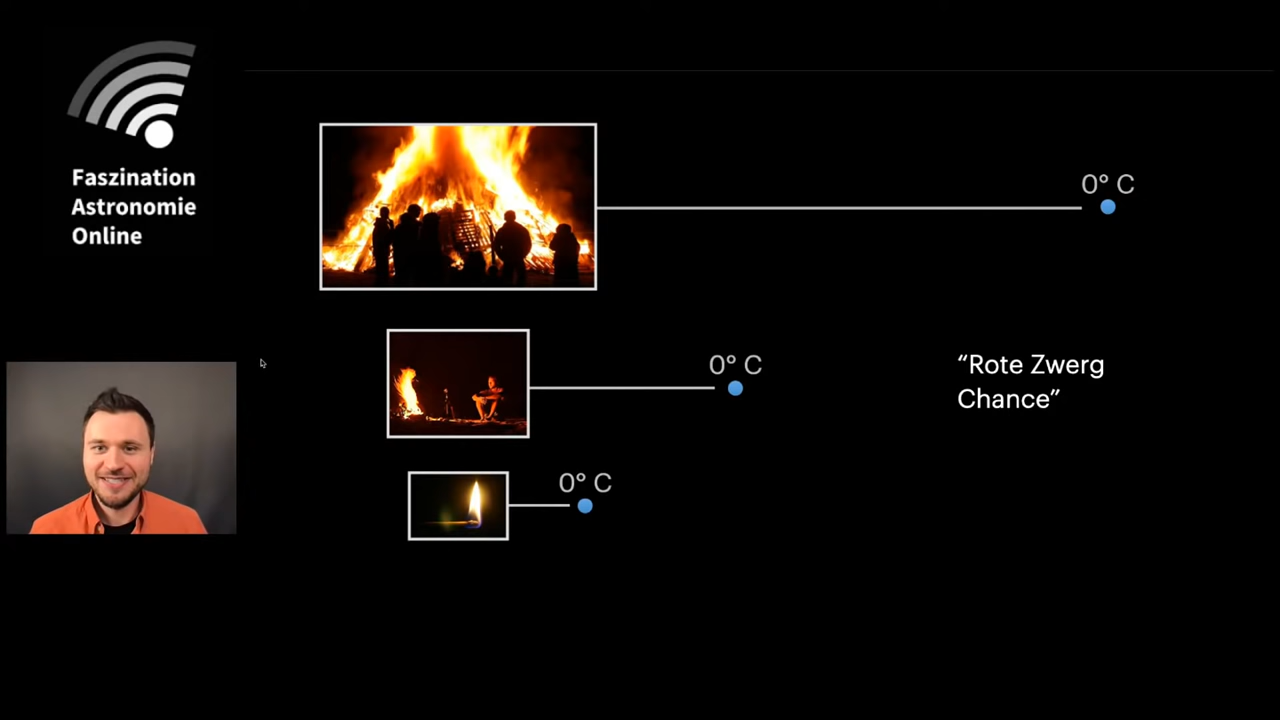 Faszination
Astronomie
Online
0° C
0° C
"Rote Zwerg
Chance"
0° C